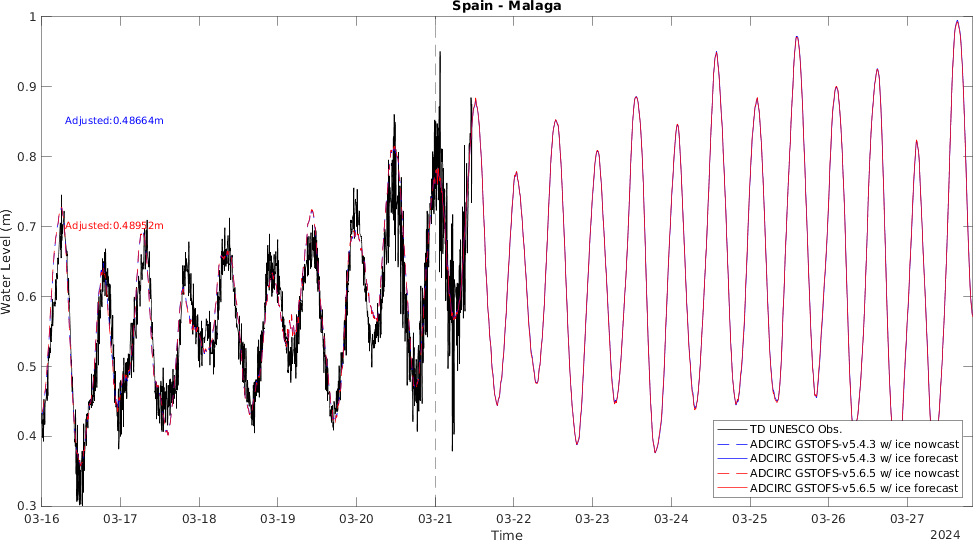 Spain - Malaga
1
0.9
0.8
0.7
0.6
0.5
0.4
0.3
Water Level (m)
Adjusted:0.48664m
Adjusted:0.48952m
TD UNESCO Obs.
ADCIRC GSTOFS-v5.4.3 w/ ice nowcast
ADCIRC GSTOFS-v5.4.3 w/ ice forecast
ADCIRC GSTOFS-v5.6.5 w/ ice nowcast
ADCIRC GSTOFS-v5.6.5 w/ ice forecast
03-16 03-17 03-18 03-19 03-20 03-21 03-22 03-23 03-24 03-25 03-26 03-27
Time
2024